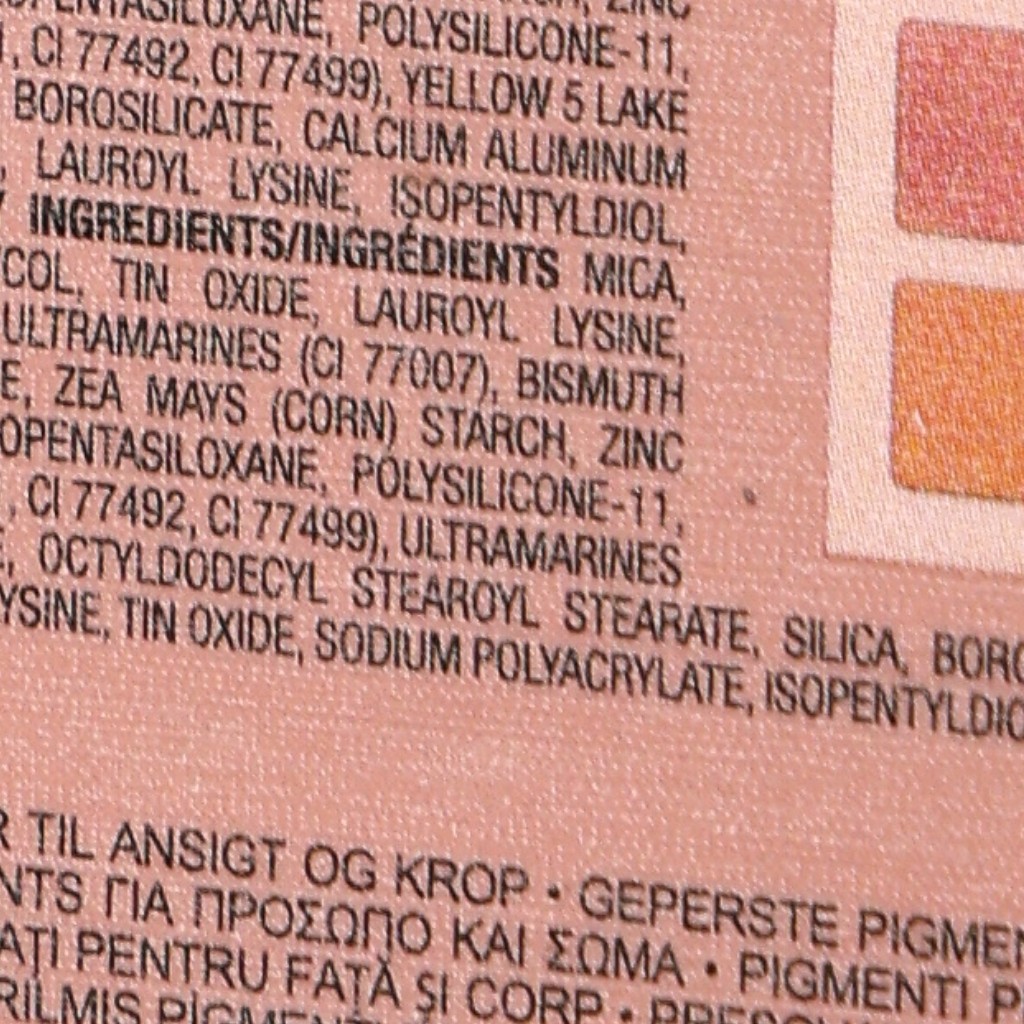 POLYSILICONE-11,
, CI 77492, CI 77499), YELLOW 5 LAKE
BOROSILICATE, CALCIUM ALUMINUM
, LAUROYL LYSINE, ISOPENTYLDIOL,
INGREDIENTS/INGRÉDIENTS MICA,
COL, TIN OXIDE, LAUROYL LYSINE,
ULTRAMARINES (CI 77007), BISMUTH
E, ZEA MAYS (CORN) STARCH, ZINC
OPENTASILOXANE, POLYSILICONE-11,
, CI 77492, CI 77499), ULTRAMARINES
, OCTYLDODECYL STEAROYL STEARATE, SILICA, BORO
YSINE, TIN OXIDE, SODIUM POLYACRYLATE, ISOPENTYLDIO
R TIL ANSIGT OG KROP • GEPERSTE PIGMEN
NTS ΓΙΑ ΠΡΟΣΩΠΟ ΚΑΙ ΣΩΜΑ • PIGMENTI P
AȚI PENTRU FAȚĂ ȘI CORP •